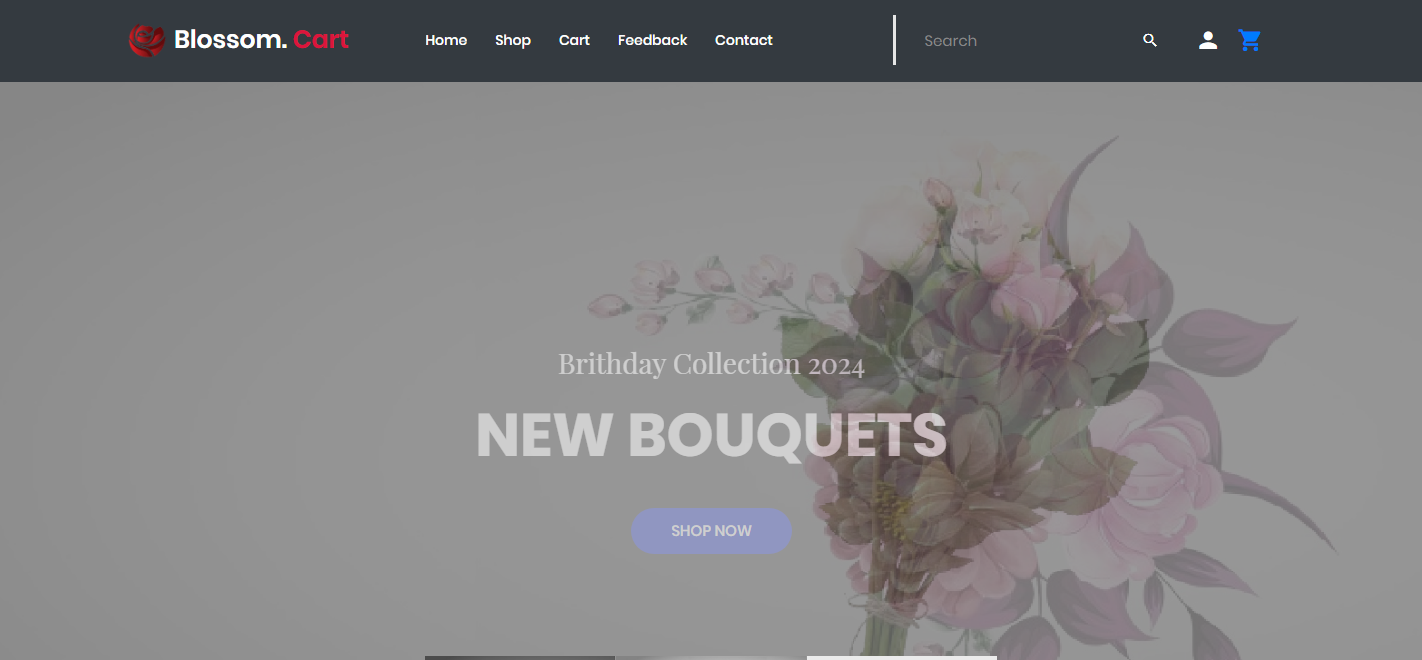 Blossom. Cart
Home Shop Cart Feedback Contact
Search
Brithday Collection 2024
NEW BOUQUETS
SHOP NOW